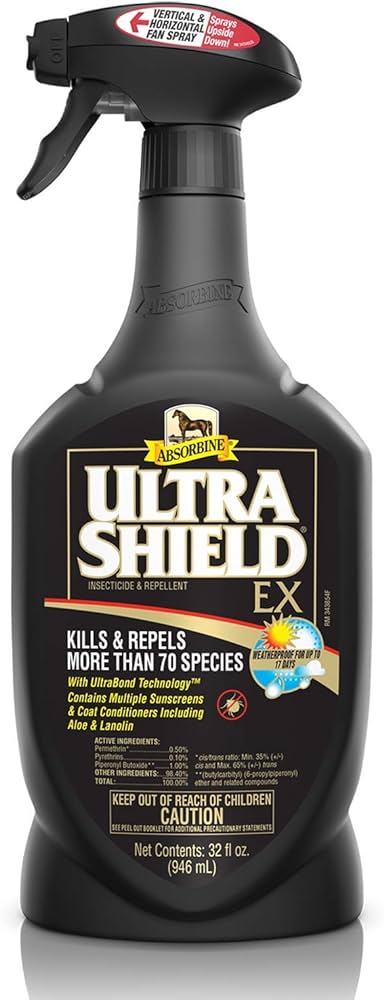 OFF
VERTICAL &
HORIZONTAL
FAN SPRAY
Sprays
Upside
Down!
ABSORBINE
ABSORBINE
ULTRA
SHIELD®
INSECTICIDE & REPELLENT
EX
RM 343654F
KILLS & REPELS
MORE THAN 70 SPECIES
WEATHERPROOF FOR UP TO
17 DAYS
With UltraBond Technology™
Contains Multiple Sunscreens
& Coat Conditioners Including
Aloe & Lanolin
ACTIVE INGREDIENTS:
Permethrin* 0.50%
Pyrethrins 0.10%
Piperonyl Butoxide** 1.00%
OTHER INGREDIENTS: 98.40%
TOTAL: 100.00%
*cis/trans ratio: Min. 35% (+/-)
cis and Max. 65% (+/-) trans
**(butylcarbityl) (6-propylpiperonyl)
ether and related compounds
KEEP OUT OF REACH OF CHILDREN
CAUTION
SEE PEEL OUT BOOKLET FOR ADDITIONAL PRECAUTIONARY STATEMENTS
Net Contents: 32 fl oz.
(946 mL)